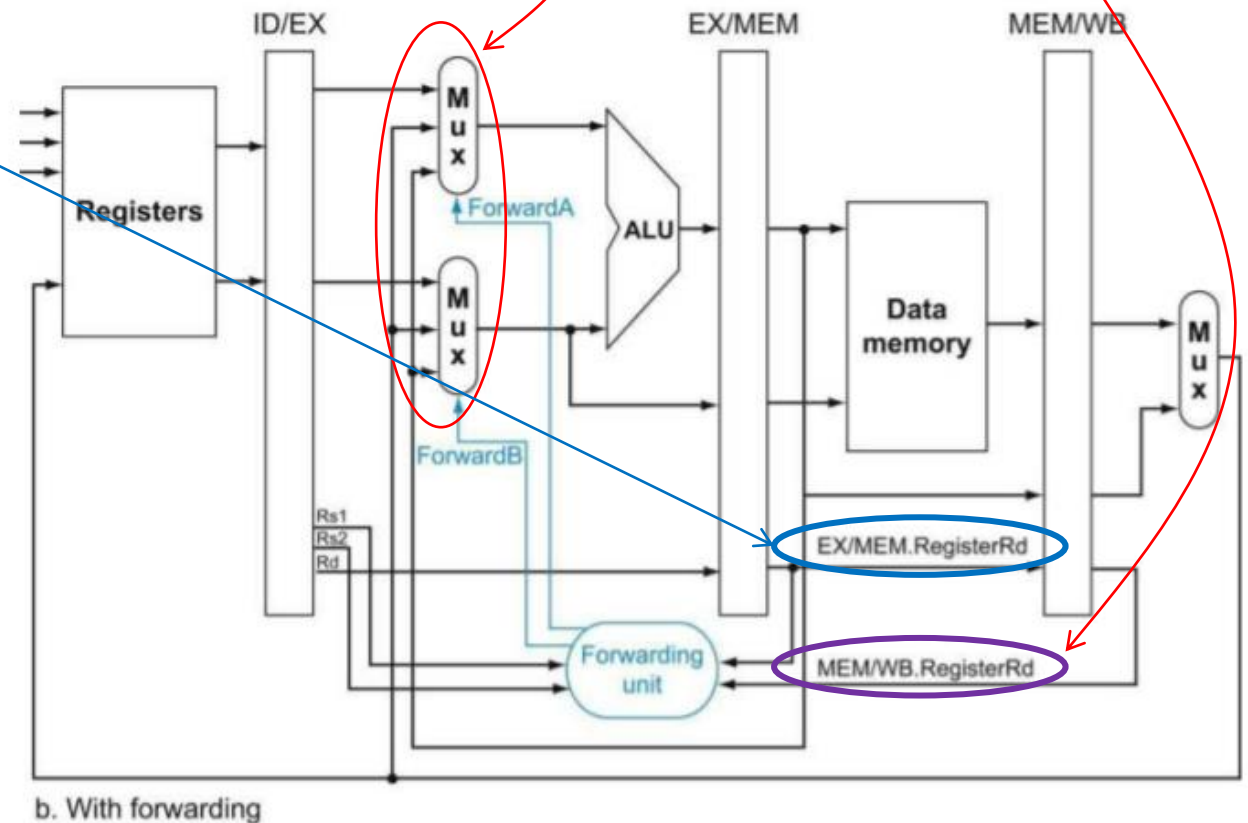 ID/EX
EX/MEM
MEM/WB
M
u
x
Registers
ForwardA
ALU
M
u
x
Data
memory
M
u
x
ForwardB
Rs1
Rs2
Rd
EX/MEM.RegisterRd
Forwarding
unit
MEM/WB.RegisterRd
b. With forwarding